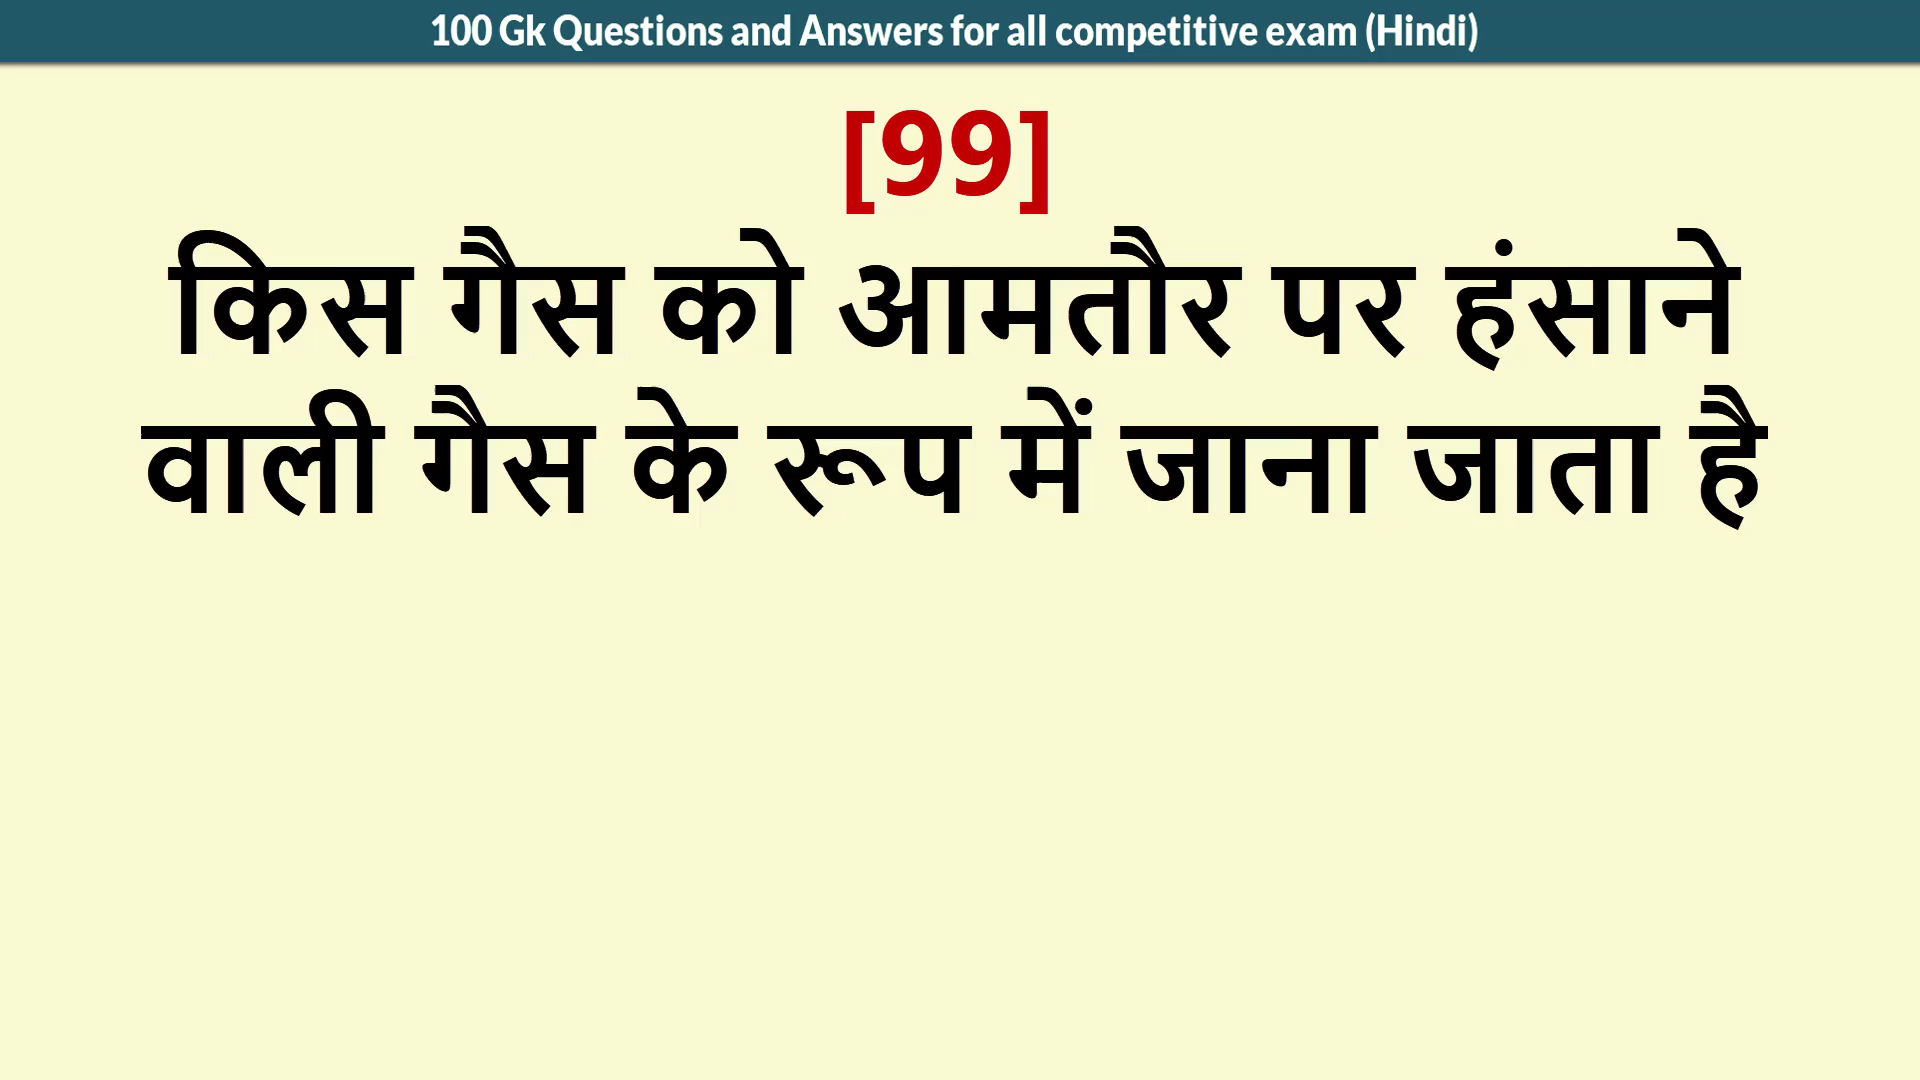 100 Gk Questions and Answers for all competitive exam (Hindi)
[99]
किस गैस को आमतौर पर हंसाने
वाली गैस के रूप में जाना जाता है